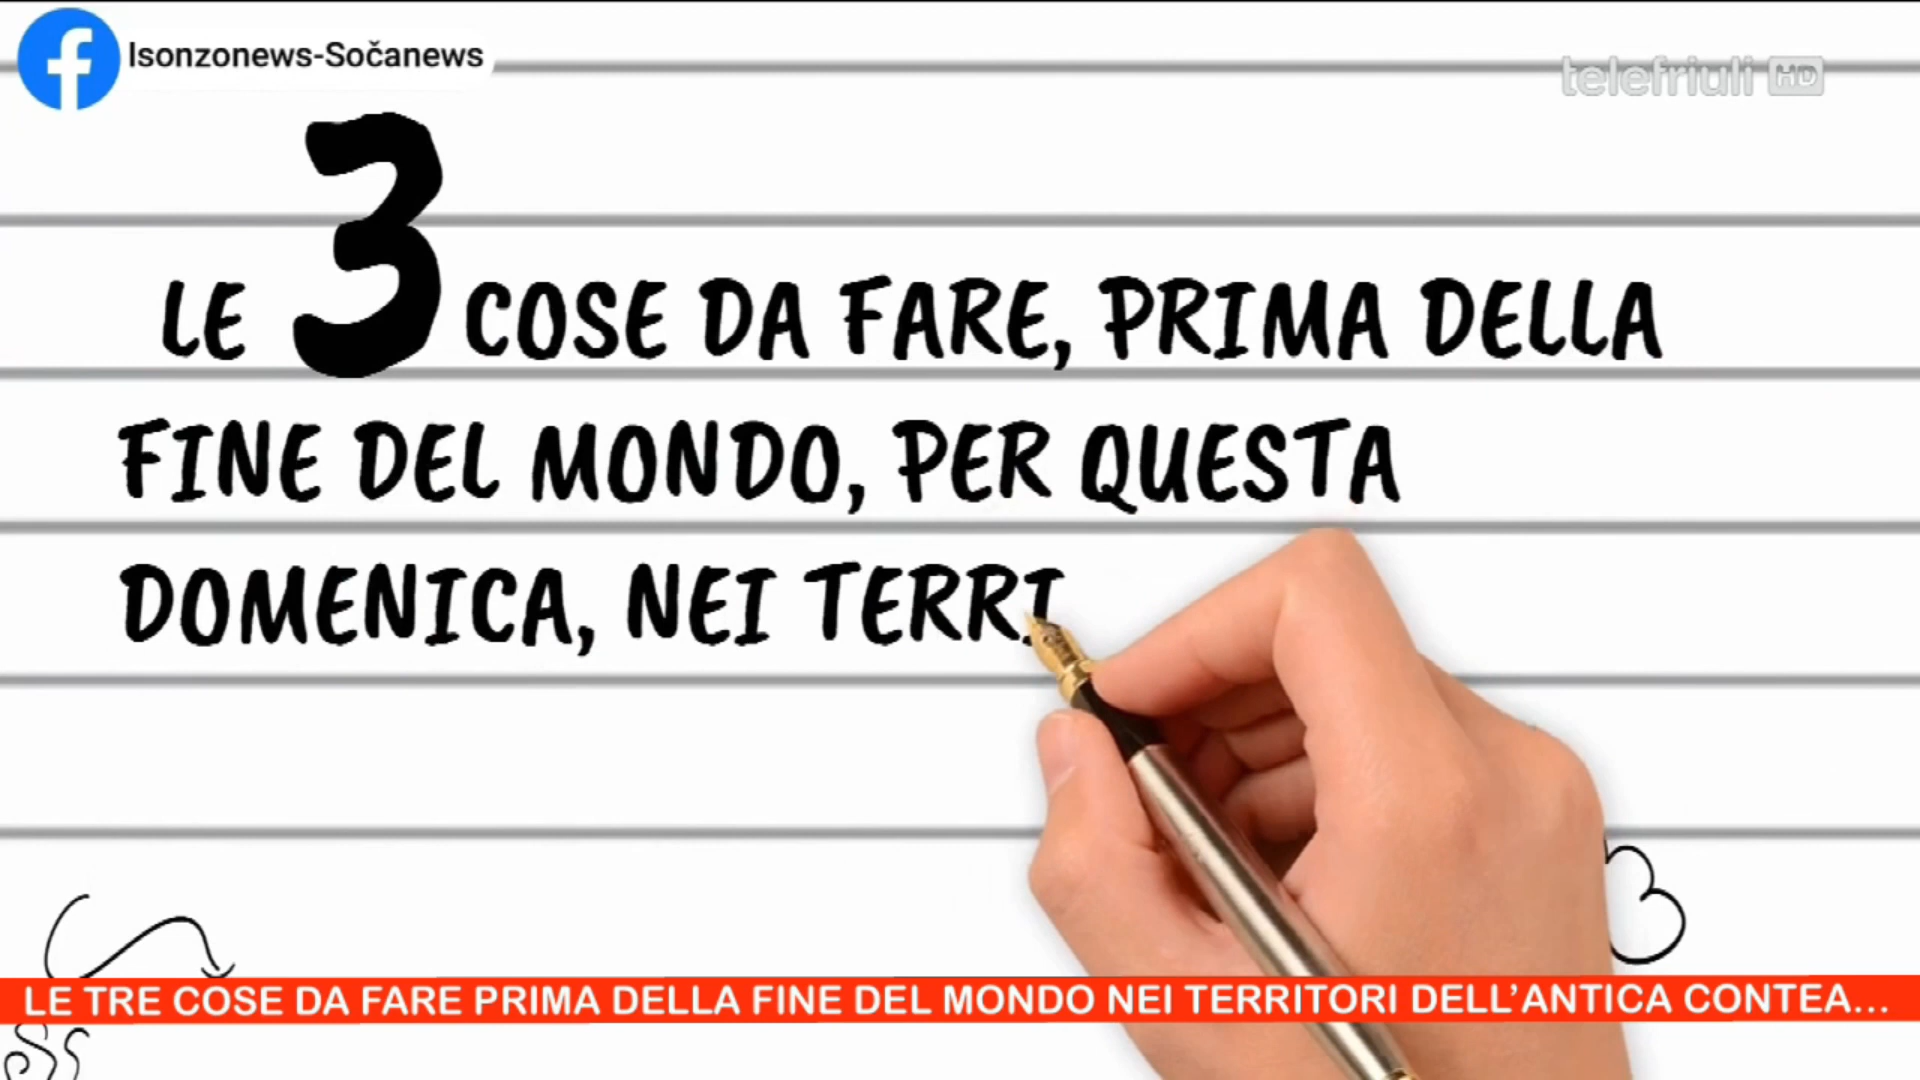 Isonzonews-Sočanews
telefriuli HD
LE 3 COSE DA FARE, PRIMA DELLA
FINE DEL MONDO, PER QUESTA
DOMENICA, NEI TERRI
LE TRE COSE DA FARE PRIMA DELLA FINE DEL MONDO NEI TERRITORI DELL’ANTICA CONTEA...